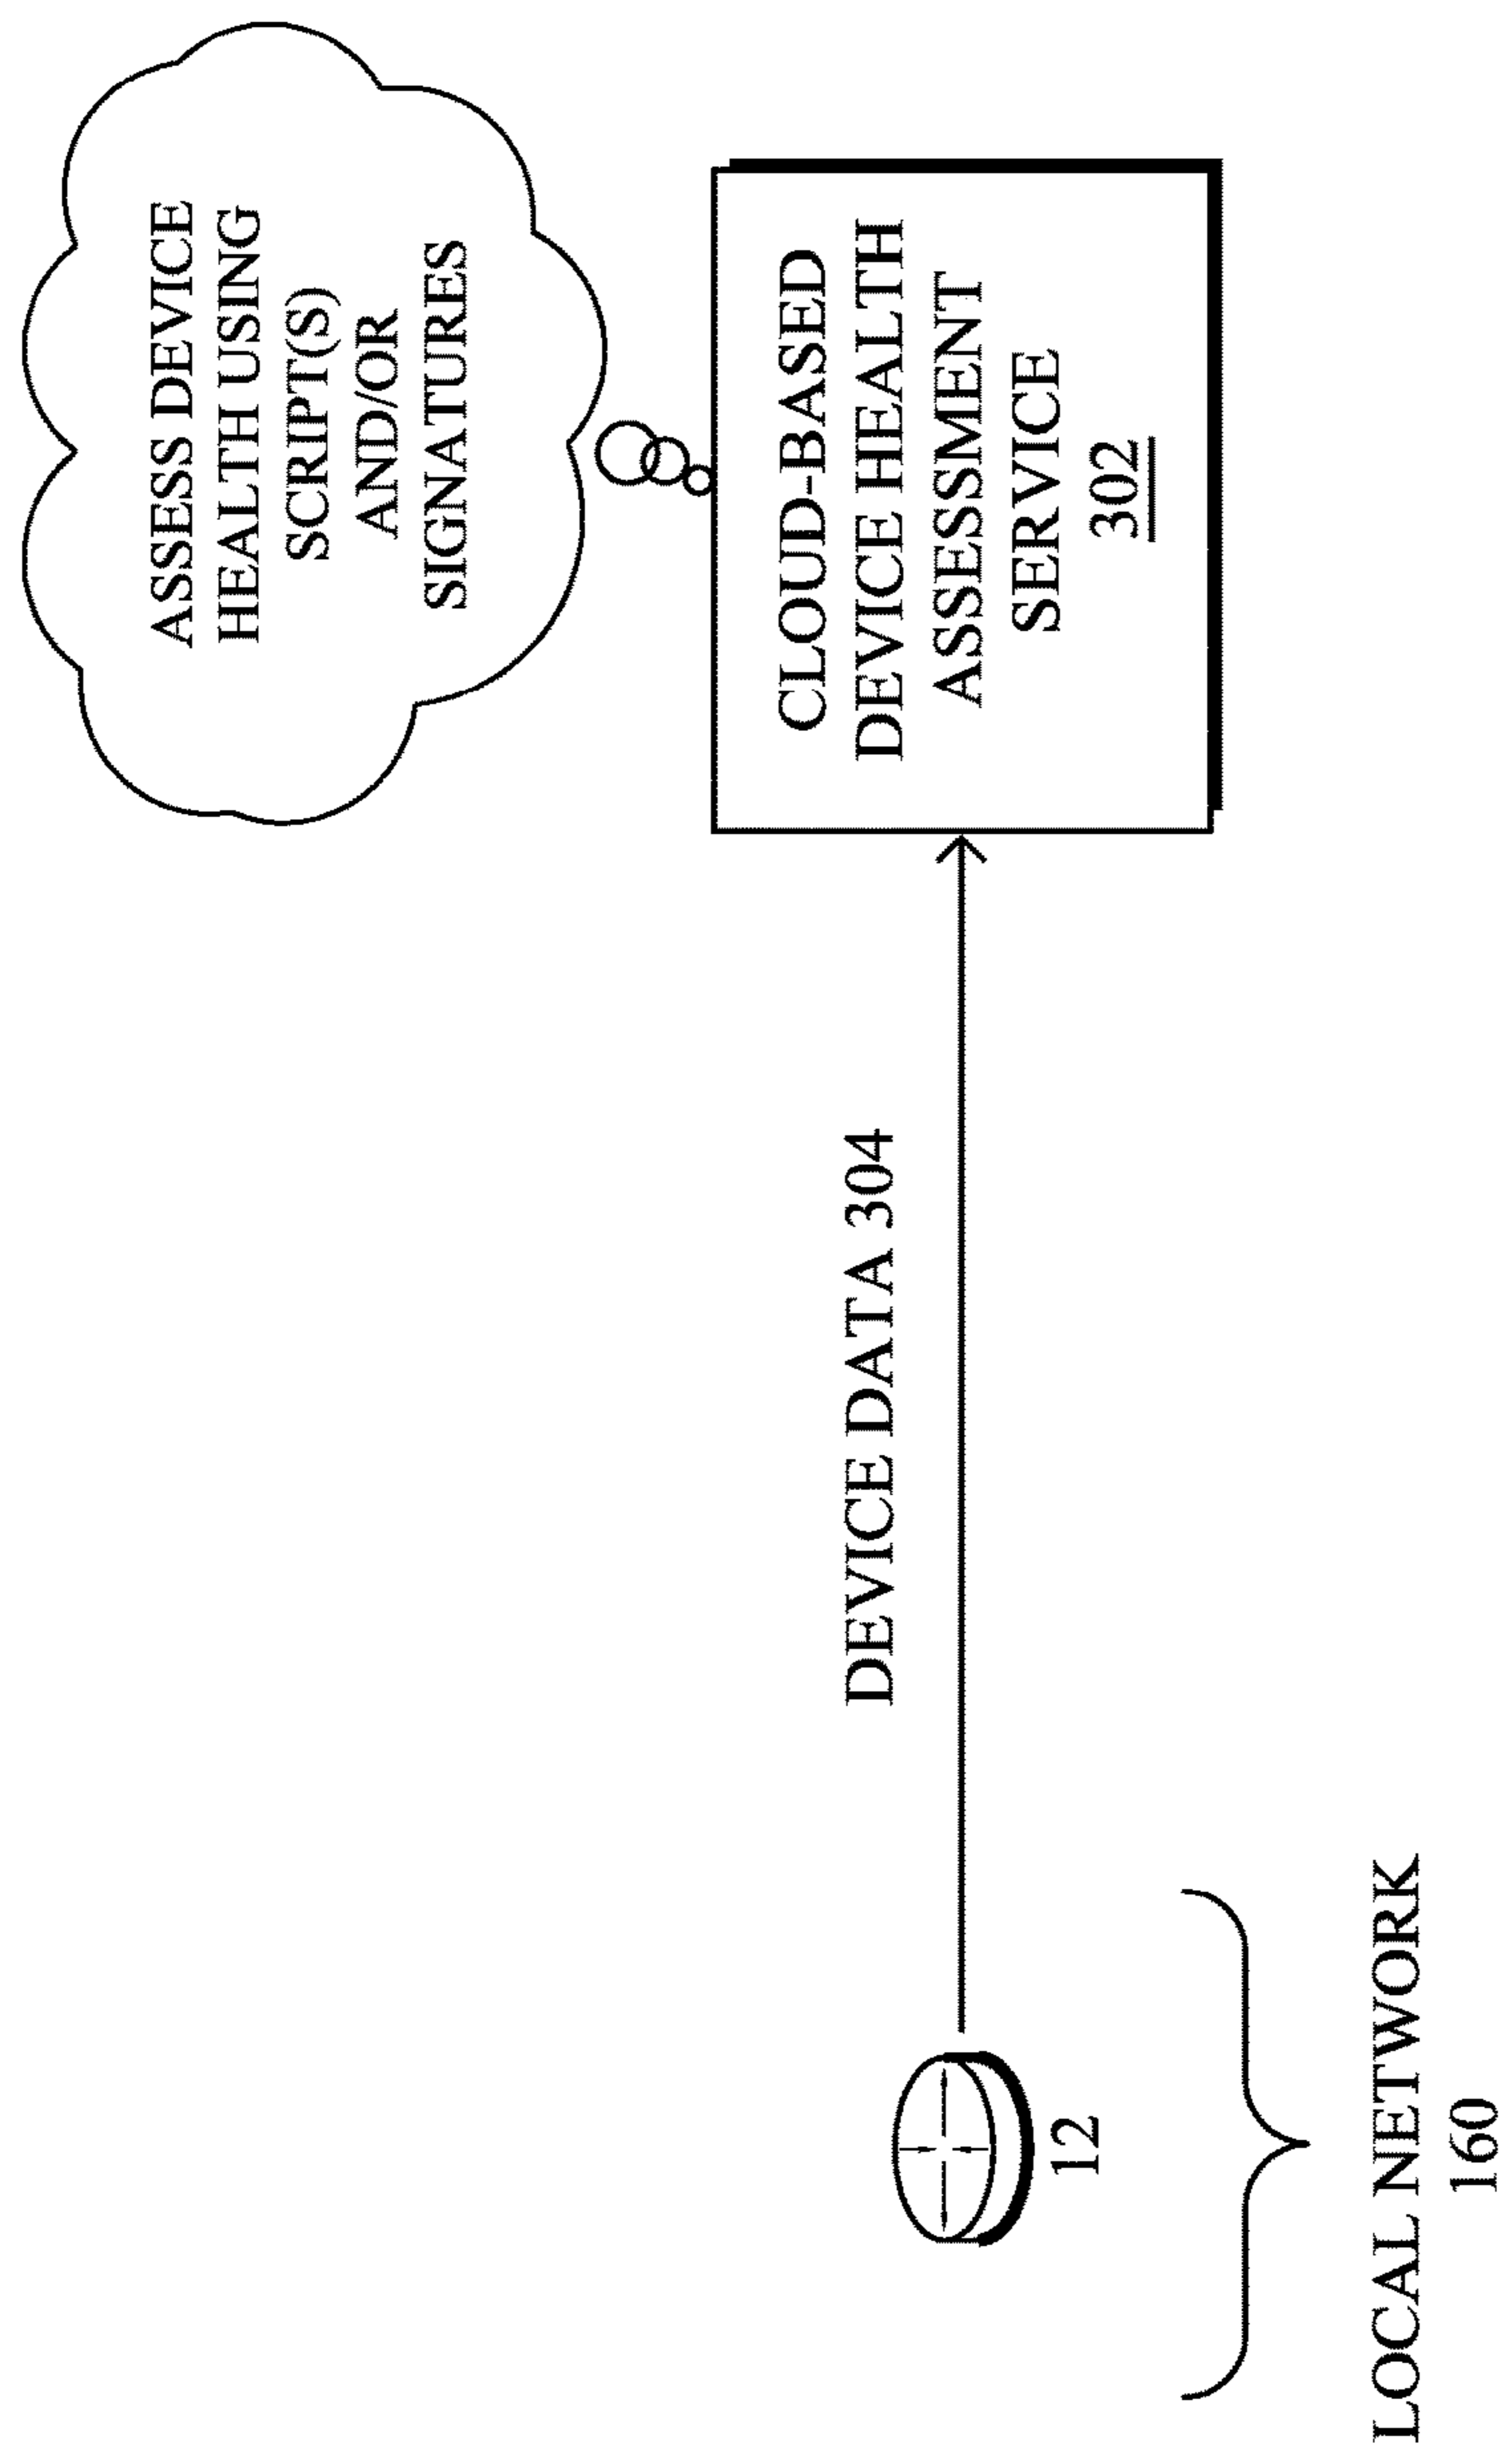 ASSESS DEVICE
HEALTH USING
SCRIPT(S)
AND/OR
SIGNATURES
CLOUD-BASED
DEVICE HEALTH
ASSESSMENT
SERVICE
302
DEVICE DATA 304
12
LOCAL NETWORK
160